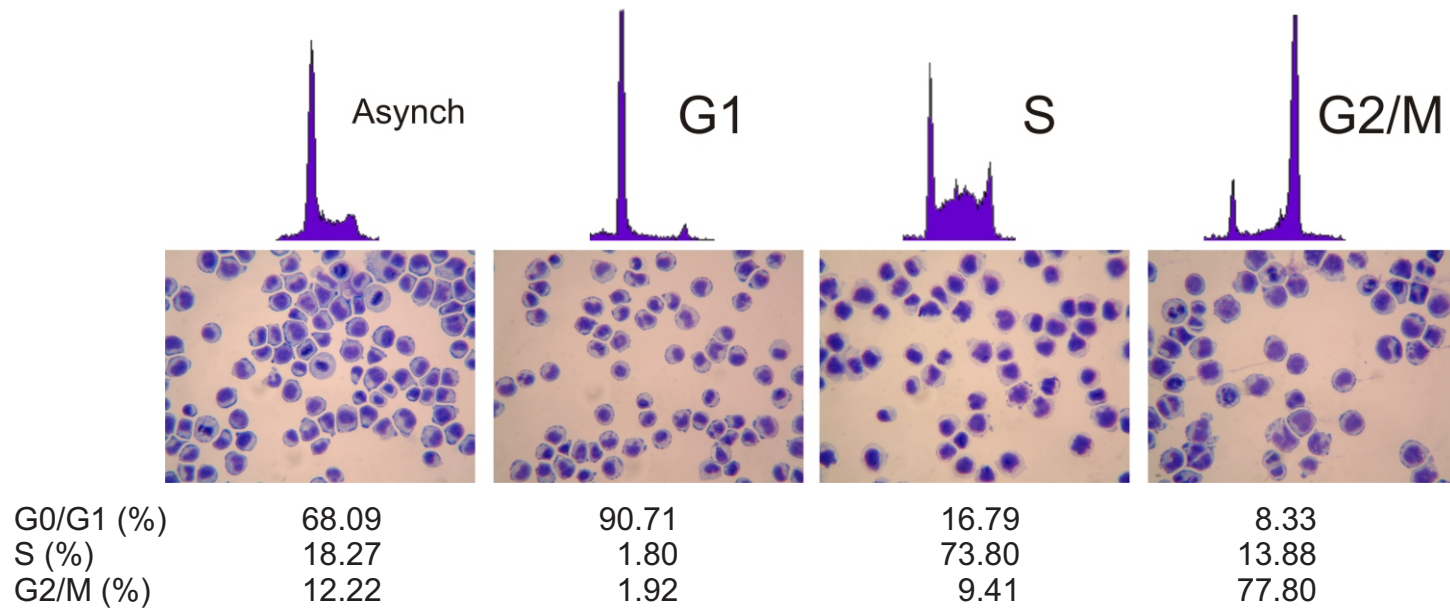 Asynch G1 S G2/M
G0/G1 (%) 68.09 90.71 16.79 8.33
S (%) 18.27 1.80 73.80 13.88
G2/M (%) 12.22 1.92 9.41 77.80